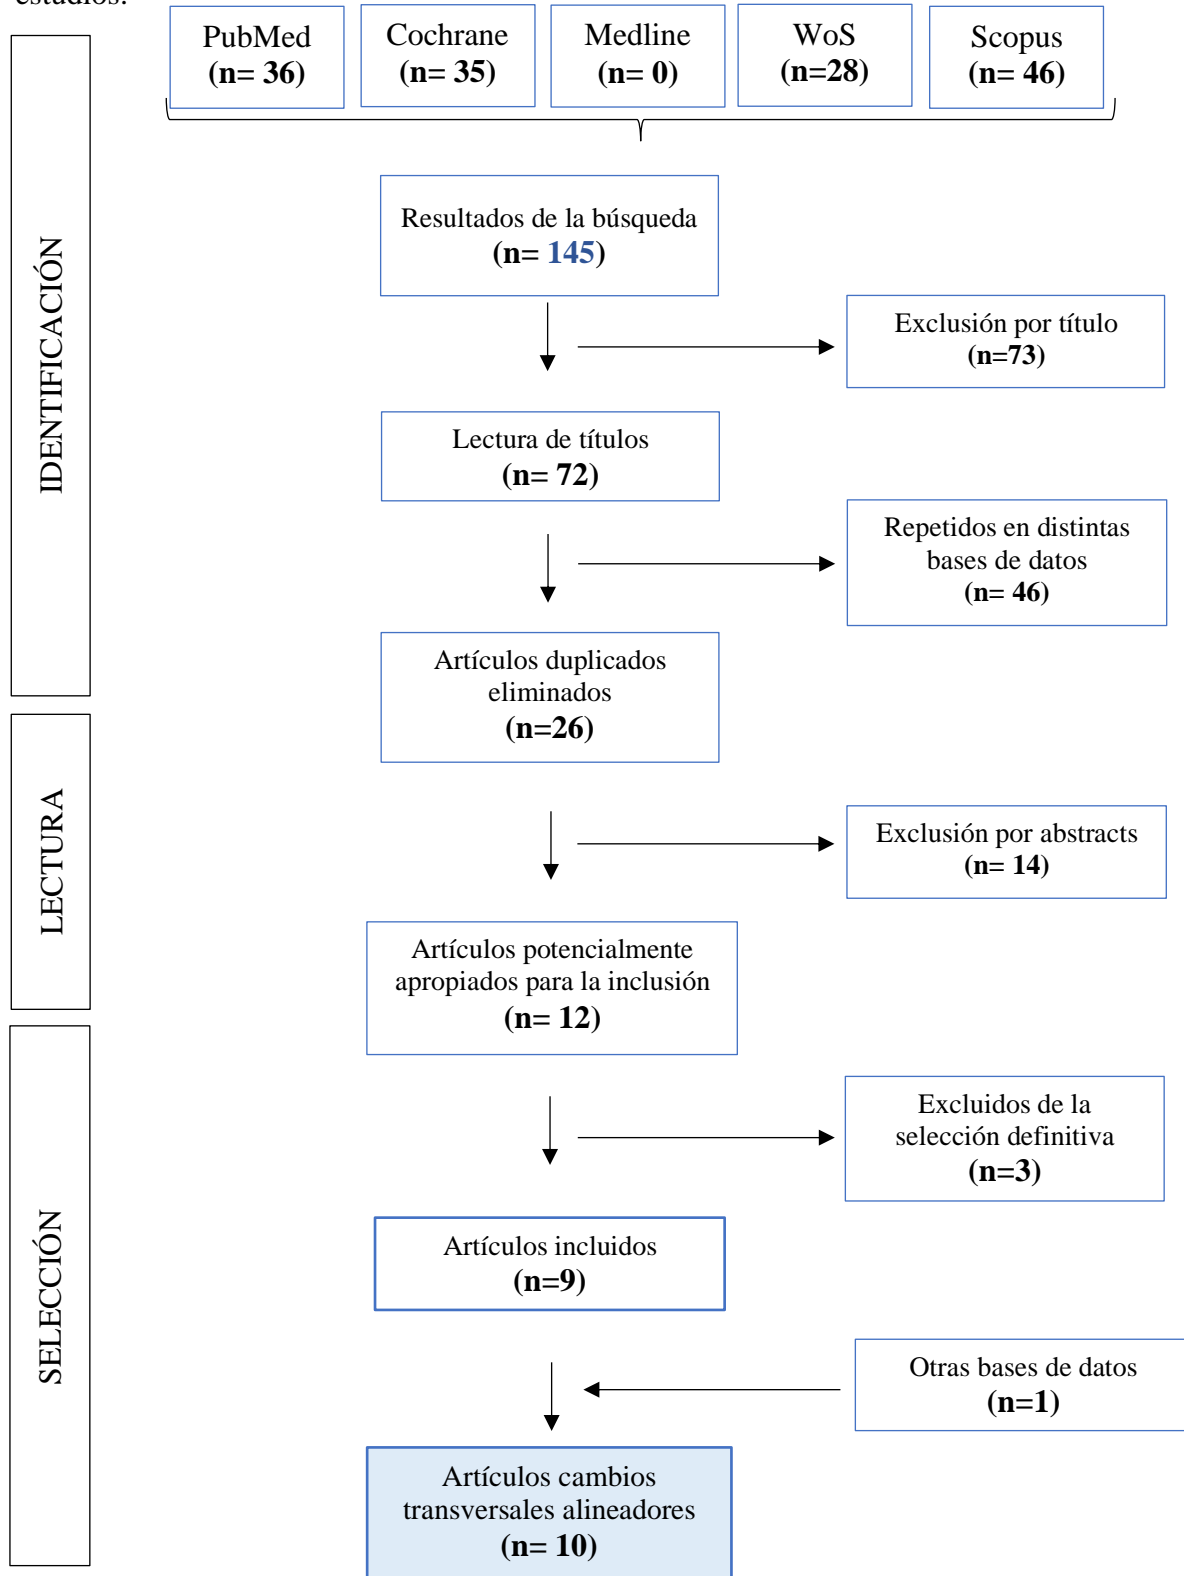 estudios.
PubMed
(n= 36)
Cochrane
(n= 35)
Medline
(n= 0)
WoS
(n=28)
Scopus
(n= 46)
IDENTIFICACIÓN
Resultados de la búsqueda
(n= 145)
Exclusión por título
(n=73)
Lectura de títulos
(n= 72)
Repetidos en distintas
bases de datos
(n= 46)
Artículos duplicados
eliminados
(n=26)
LECTURA
Exclusión por abstracts
(n= 14)
Artículos potencialmente
apropiados para la inclusión
(n= 12)
SELECCIÓN
Excluidos de la
selección definitiva
(n=3)
Artículos incluidos
(n=9)
Otras bases de datos
(n=1)
Artículos cambios
transversales alineadores
(n= 10)